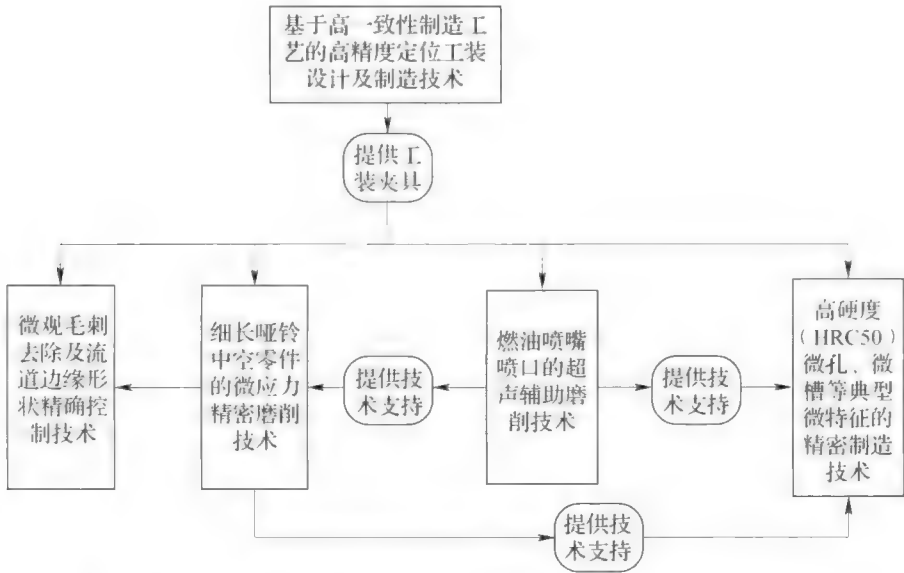 基于高一致性制造工
艺的高精度定位工装
设计及制造技术
提供工
装夹具
微观毛刺
去除及流
道边缘形
状精确控
制技术
细长哑铃
中空零件
的微应力
精密磨削
技术
提供技
术支持
燃油喷嘴
喷口的超
声辅助磨
削技术
提供技
术支持
高硬度
（HRC50）
微孔、微
槽等典型
微特征的
精密制造
技术
提供技
术支持